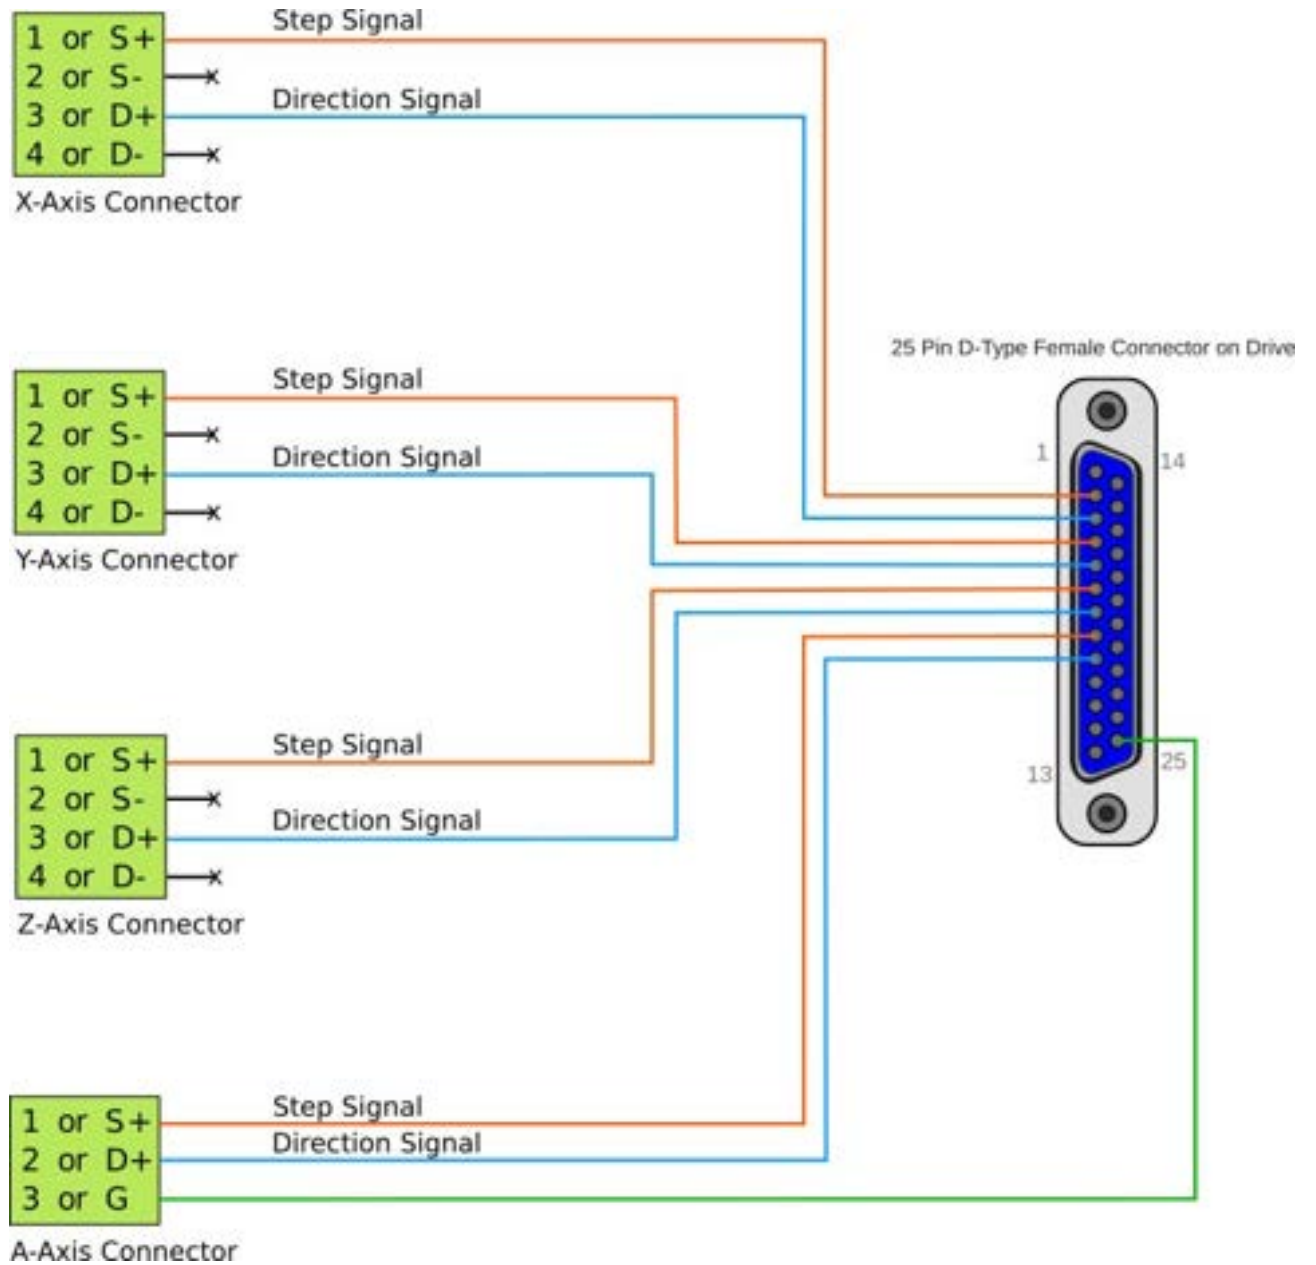 Step Signal
1 or S+
2 or S-
Direction Signal
3 or D+
4 or D-
X-Axis Connector
25 Pin D-Type Female Connector on Drive
Step Signal
1 or S+
2 or S-
Direction Signal
3 or D+
4 or D-
Y-Axis Connector
1
14
13
25
Step Signal
1 or S+
2 or S-
Direction Signal
3 or D+
4 or D-
Z-Axis Connector
Step Signal
1 or S+
Direction Signal
2 or D+
3 or G
A-Axis Connector